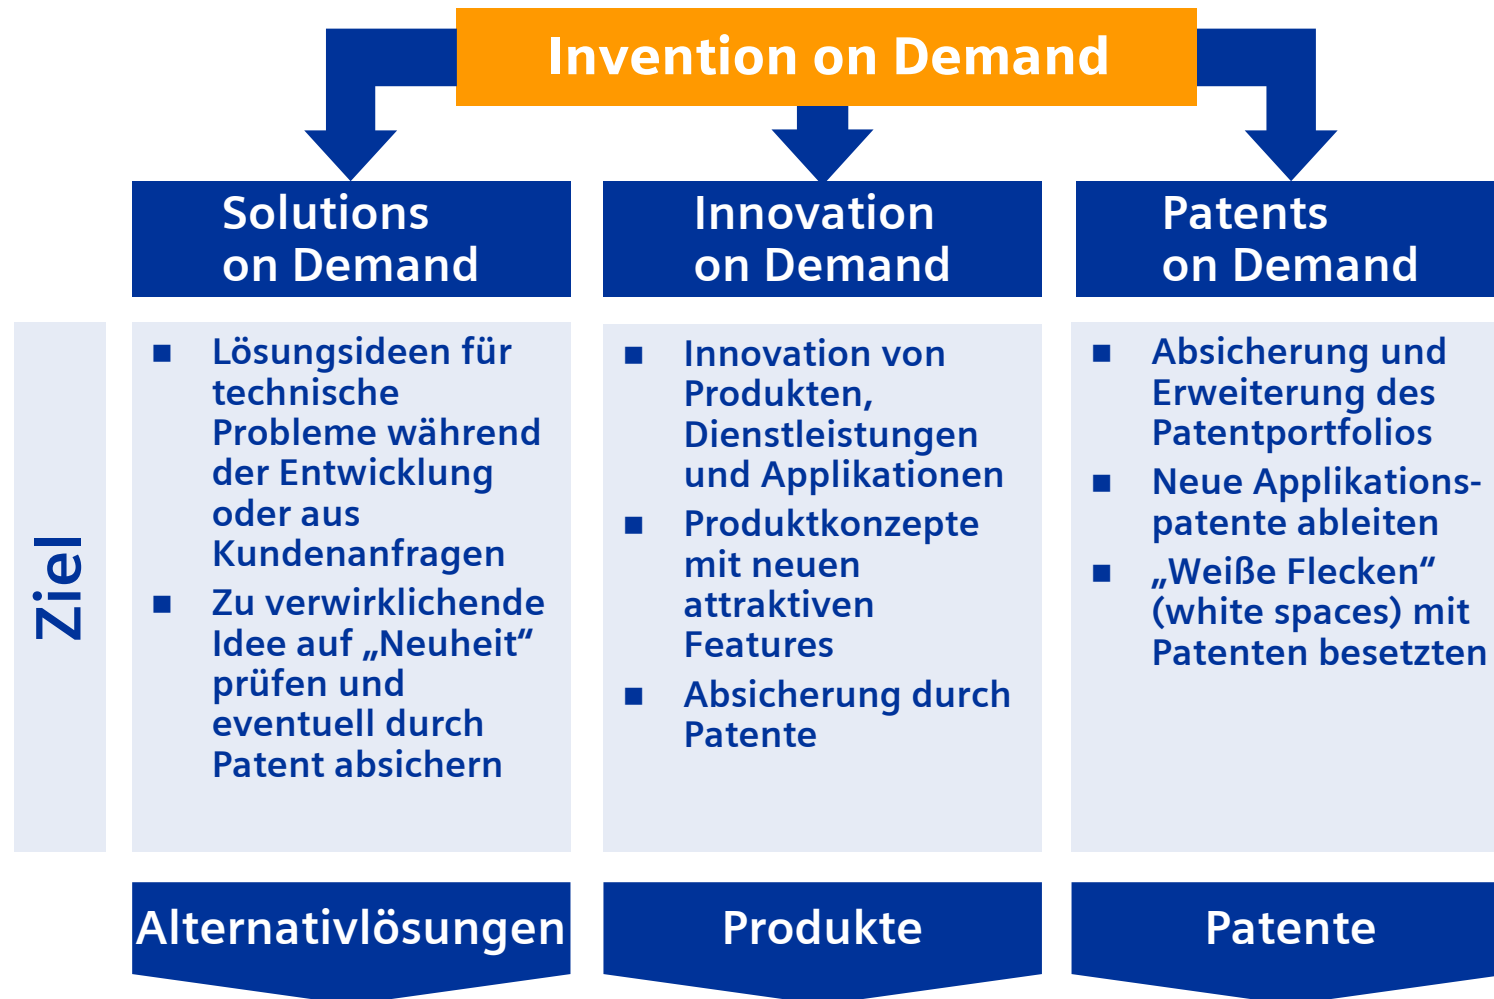 Invention on Demand
Solutions
on Demand
Innovation
on Demand
Patents
on Demand
Ziel
■ Lösungsideen für
technische
Probleme während
der Entwicklung
oder aus
Kundenanfragen
■ Zu verwirklichende
Idee auf „Neuheit“
prüfen und
eventuell durch
Patent absichern
■ Innovation von
Produkten,
Dienstleistungen
und Applikationen
■ Produktkonzepte
mit neuen
attraktiven
Features
■ Absicherung durch
Patente
■ Absicherung und
Erweiterung des
Patentportfolios
■ Neue Applikations-
patente ableiten
■ „Weiße Flecken“
(white spaces) mit
Patenten besetzten
Alternativlösungen
Produkte
Patente